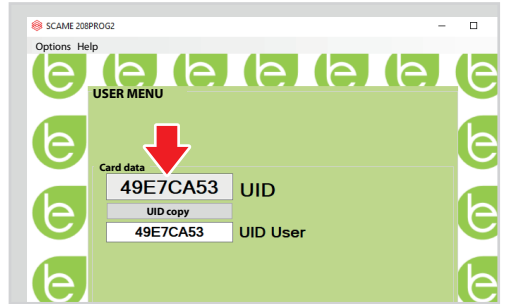 SCAME 208PROG2
Options Help
USER MENU
Card data
49E7CA53 UID
UID copy
49E7CA53 UID User